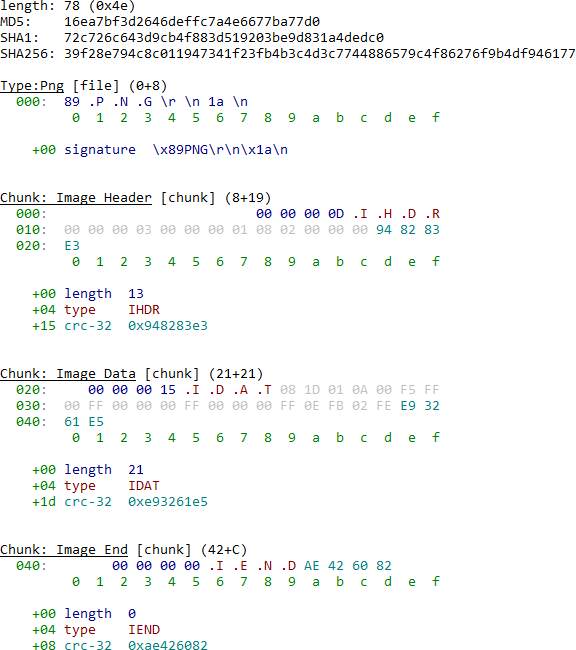 length: 78 (0x4e)
MD5:    16ea7bf3d2646deffc7a4e6677ba77d0
SHA1:   72c726c643d9cb4f883d519203be9d831a4dedc0
SHA256: 39f28e794c8c011947341f23fb4b3c4d3c7744886579c4f86276f9b4df946177
Type:Png [file] (0+8)
000: 89 .P .N .G \r \n 1a \n
0 1 2 3 4 5 6 7 8 9 a b c d e f
+00 signature \x89PNG\r\n\x1a\n
Chunk: Image Header [chunk] (8+19)
000: 00 00 00 0D .I .H .D .R
010: 00 00 00 03 00 00 00 01 08 02 00 00 00 94 82 83
020: E3
0 1 2 3 4 5 6 7 8 9 a b c d e f
+00 length 13
+04 type IHDR
+15 crc-32 0x948283e3
Chunk: Image Data [chunk] (21+21)
020: 00 00 00 15 .I .D .A .T 08 1D 01 0A 00 F5 FF
030: 00 FF 00 00 00 FF 00 00 00 FF 0E FB 02 FE E9 32
040: 61 E5
0 1 2 3 4 5 6 7 8 9 a b c d e f
+00 length 21
+04 type IDAT
+1d crc-32 0xe93261e5
Chunk: Image End [chunk] (42+C)
040: 00 00 00 00 .I .E .N .D AE 42 60 82
0 1 2 3 4 5 6 7 8 9 a b c d e f
+00 length 0
+04 type IEND
+08 crc-32 0xae426082